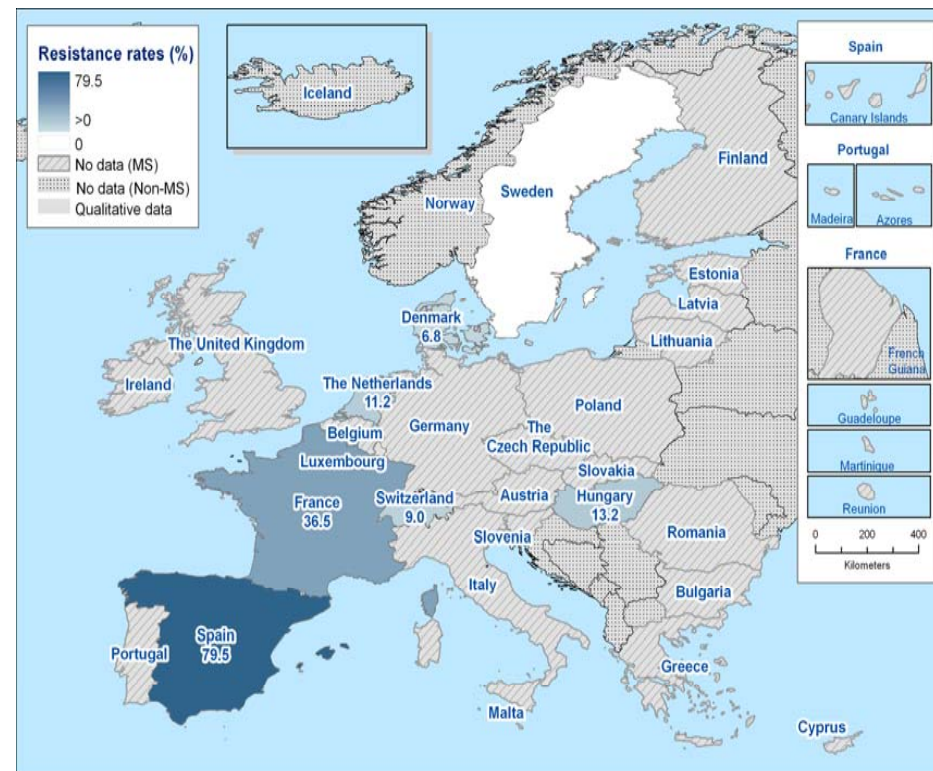 Resistance rates (%)
79.5
>0
0
No data (MS)
No data (Non-MS)
Qualitative data
Iceland
Spain
Canary Islands
Portugal
Madeira
Azores
France
French
Guiana
Guadeloupe
Martinique
Reunion
0 200 400
Kilometers
Finland
Sweden
Norway
Estonia
Latvia
Lithuania
Denmark
6.8
The United Kingdom
Ireland
The Netherlands
11.2
Belgium
Germany
Poland
The
Czech Republic
Luxembourg
Slovakia
France
36.5
Switzerland
9.0
Austria
Hungary
13.2
Slovenia
Romania
Italy
Bulgaria
Spain
79.5
Portugal
Greece
Malta
Cyprus